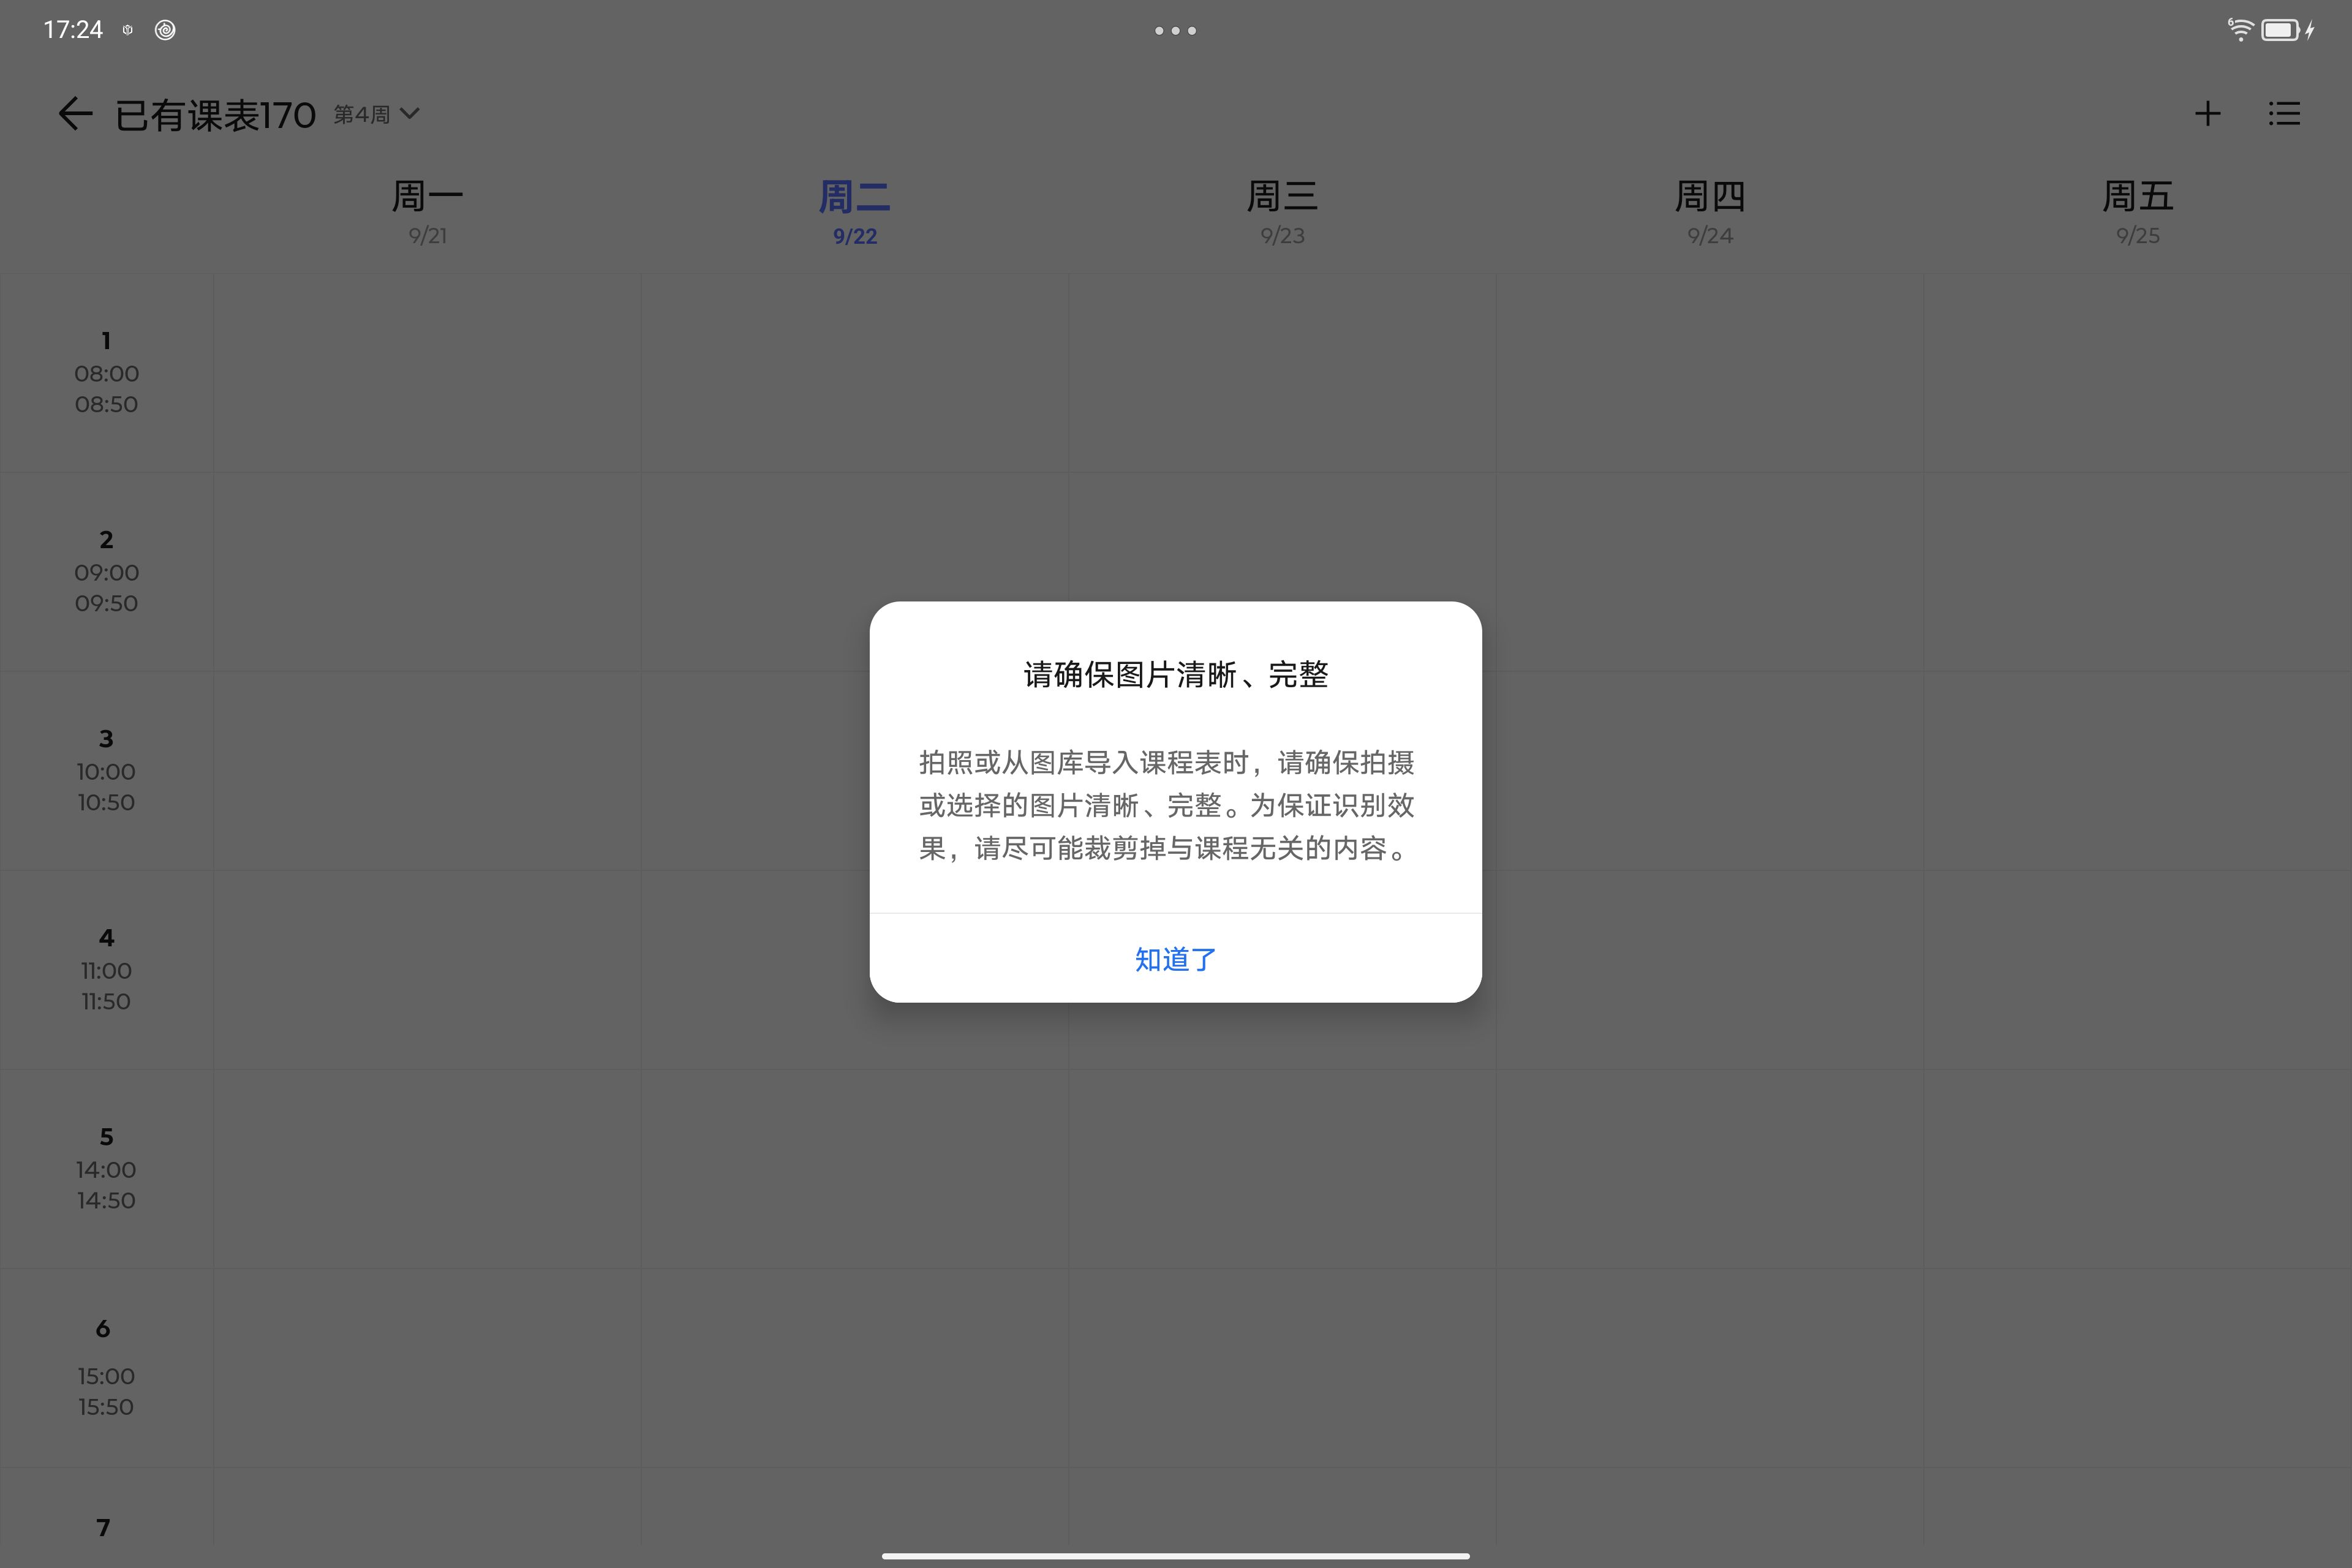 17:24
6
已有课表170 第4周
周一 周二 周三 周四 周五
9/21 9/22 9/23 9/24 9/25
1
08:00
08:50
2
09:00
09:50
3
10:00
10:50
4
11:00
11:50
5
14:00
14:50
6
15:00
15:50
7
请确保图片清晰、完整
拍照或从图库导入课程表时，请确保拍摄
或选择的图片清晰、完整。为保证识别效
果，请尽可能裁剪掉与课程无关的内容。
知道了